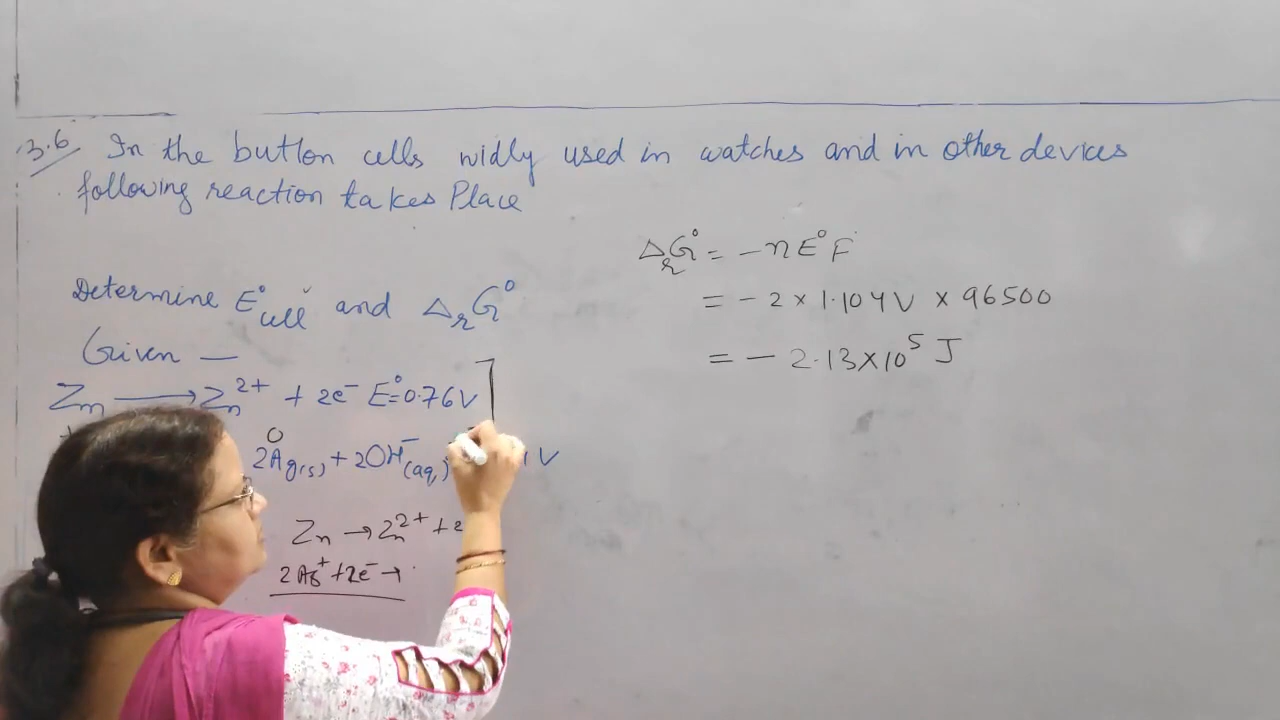 3.6 In the button cells widly used in watches and in other devices
following reaction takes Place
Determine E°cell and ΔrG°
Given —
Zn ⟶ Zn²⁺ + 2e⁻ E°=0.76V
2Ag(s) + 2OH⁻(aq) V
0
Zn → Zn²⁺ + 2
2Ag⁺ + 2e⁻ →
ΔrG° = -nE°F
= - 2 × 1.104V × 96500
= - 2.13×10⁵ J